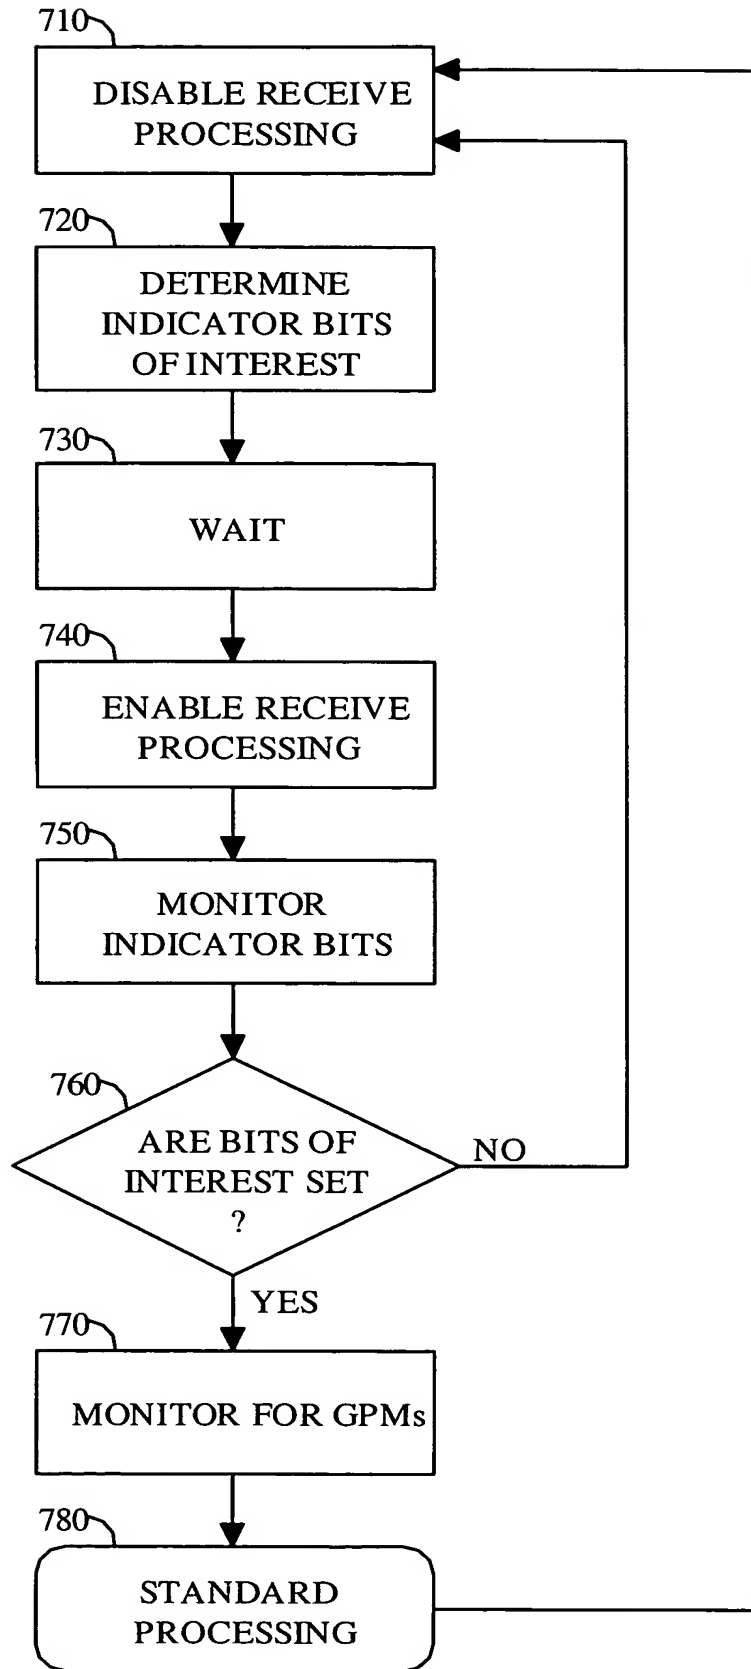 710
DISABLE RECEIVE
PROCESSING
720
DETERMINE
INDICATOR BITS
OF INTEREST
730
WAIT
740
ENABLE RECEIVE
PROCESSING
750
MONITOR
INDICATOR BITS
760
ARE BITS OF
INTEREST SET
?
NO
YES
770
MONITOR FOR GPMs
780
STANDARD
PROCESSING